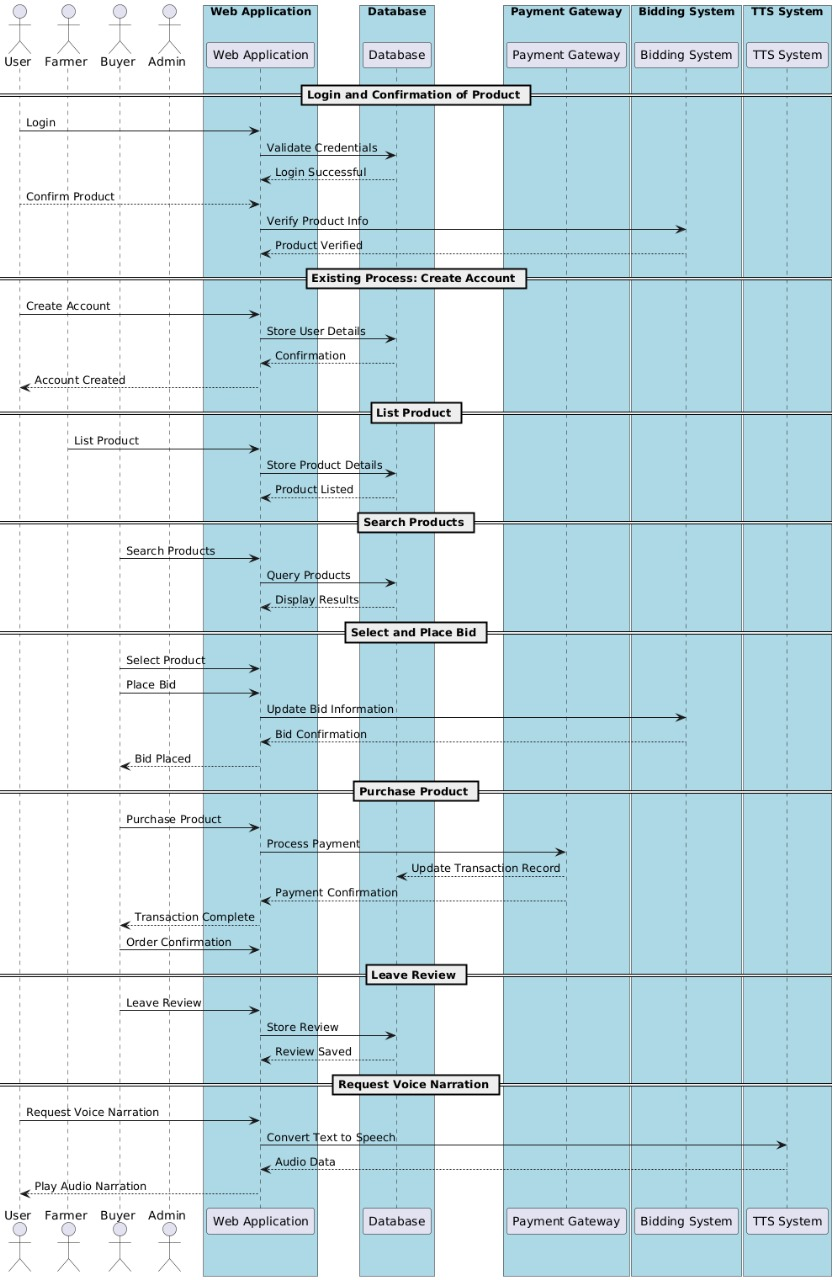 Web Application Database Payment Gateway Bidding System TTS System
User Farmer Buyer Admin Web Application Database Payment Gateway Bidding System TTS System
Login and Confirmation of Product
Login
Validate Credentials
Login Successful
Confirm Product
Verify Product Info
Product Verified
Existing Process: Create Account
Create Account
Store User Details
Confirmation
Account Created
List Product
List Product
Store Product Details
Product Listed
Search Products
Search Products
Query Products
Display Results
Select and Place Bid
Select Product
Place Bid
Update Bid Information
Bid Confirmation
Bid Placed
Purchase Product
Purchase Product
Process Payment
Update Transaction Record
Payment Confirmation
Transaction Complete
Order Confirmation
Leave Review
Leave Review
Store Review
Review Saved
Request Voice Narration
Request Voice Narration
Convert Text to Speech
Audio Data
Play Audio Narration
User Farmer Buyer Admin Web Application Database Payment Gateway Bidding System TTS System